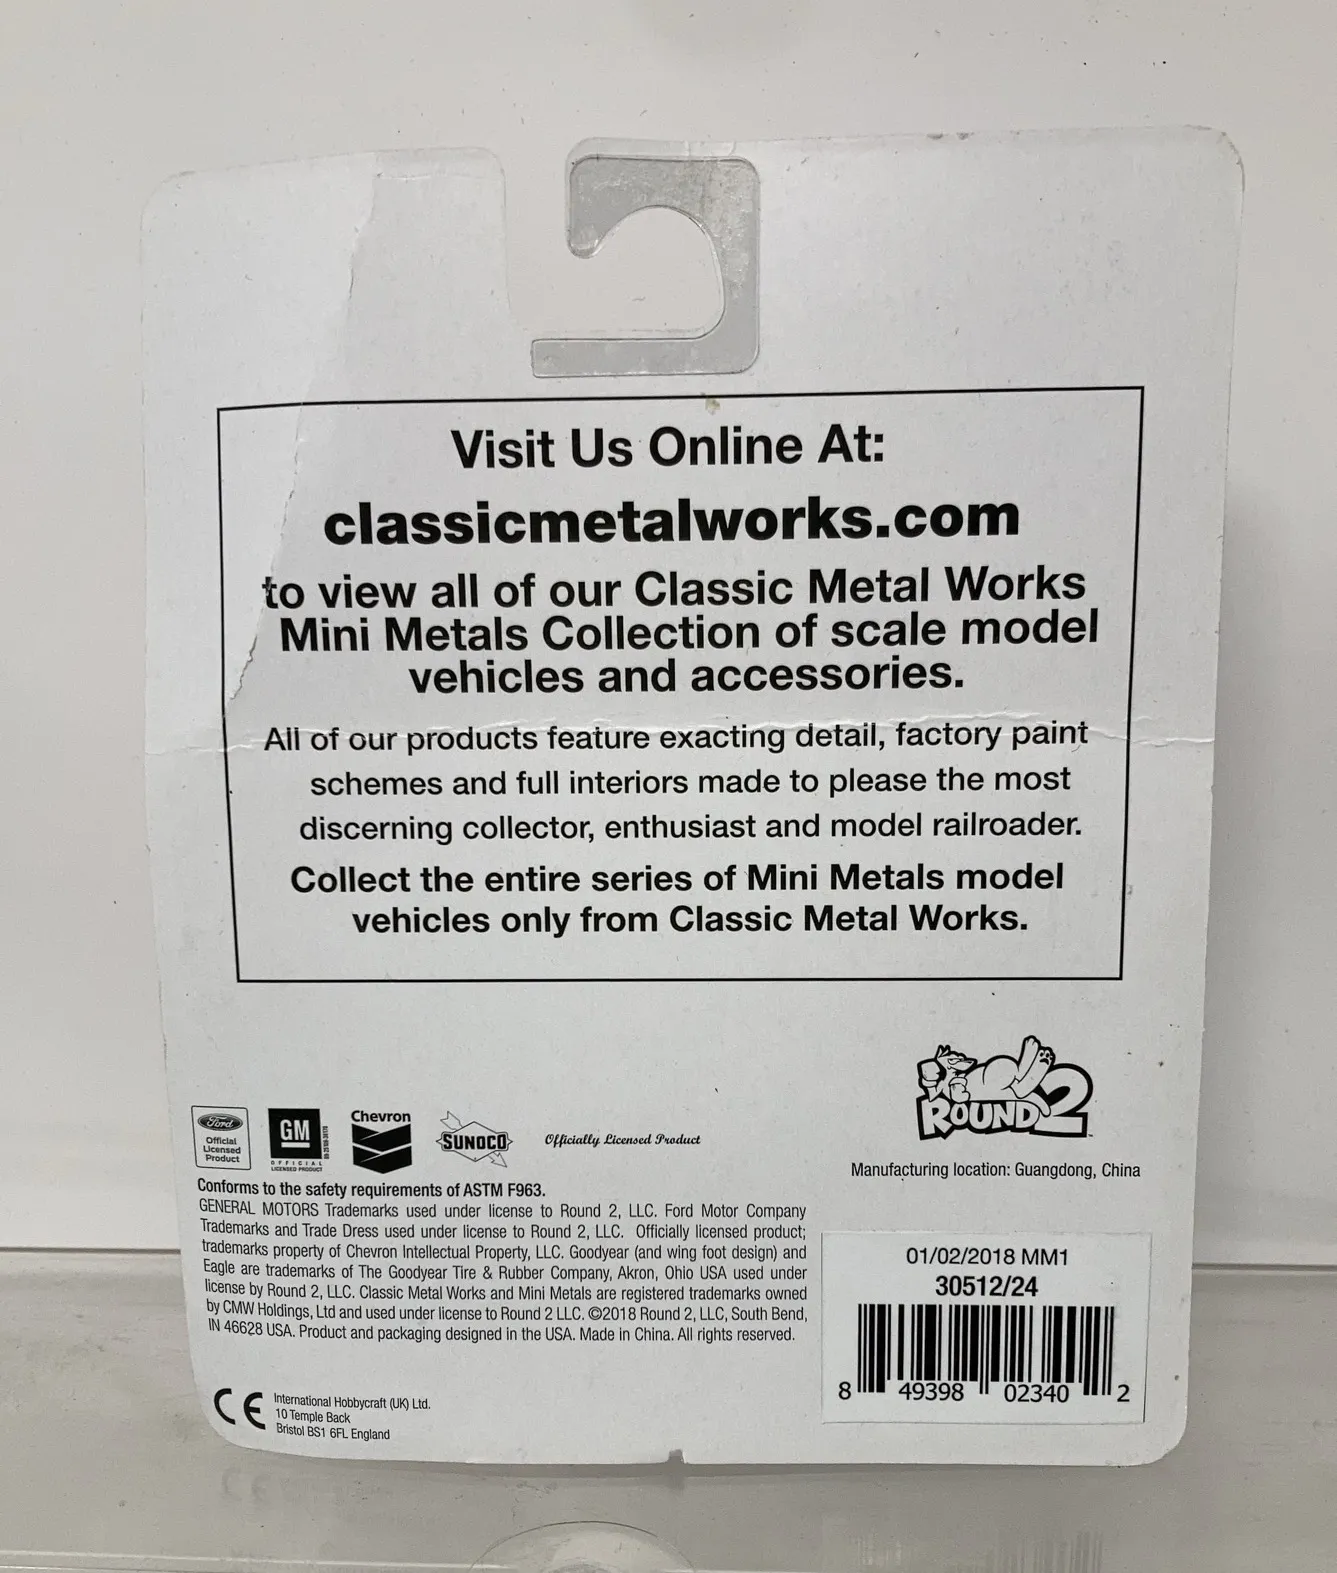 Visit Us Online At:
classicmetalworks.com
to view all of our Classic Metal Works
Mini Metals Collection of scale model
vehicles and accessories.
All of our products feature exacting detail, factory paint
schemes and full interiors made to please the most
discerning collector, enthusiast and model railroader.
Collect the entire series of Mini Metals model
vehicles only from Classic Metal Works.
Ford
Official
Licensed
Product
GM
OFFICIAL
LICENSED PRODUCT
Chevron
SUNOCO
Officially Licensed Product
ROUND 2
Manufacturing location: Guangdong, China
Conforms to the safety requirements of ASTM F963.
GENERAL MOTORS Trademarks used under license to Round 2, LLC. Ford Motor Company
Trademarks and Trade Dress used under license to Round 2, LLC. Officially licensed product;
trademarks property of Chevron Intellectual Property, LLC. Goodyear (and wing foot design) and
Eagle are trademarks of The Goodyear Tire & Rubber Company, Akron, Ohio USA used under
license by Round 2, LLC. Classic Metal Works and Mini Metals are registered trademarks owned
by CMW Holdings, Ltd and used under license to Round 2 LLC. ©2018 Round 2, LLC, South Bend,
IN 46628 USA. Product and packaging designed in the USA. Made in China. All rights reserved.
01/02/2018 MM1
30512/24
8 49398 02340 2
CE
International Hobbycraft (UK) Ltd.
10 Temple Back
Bristol BS1 6FL England